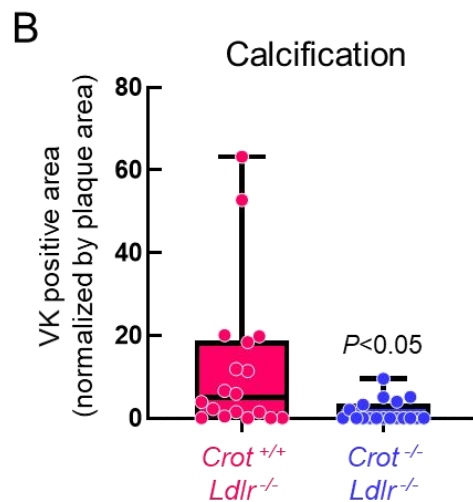 B
Calcification
VK positive area
(normalized by plaque area)
80
60
40
20
0
P<0.05
Crot +/+
Ldlr -/-
Crot -/-
Ldlr -/-